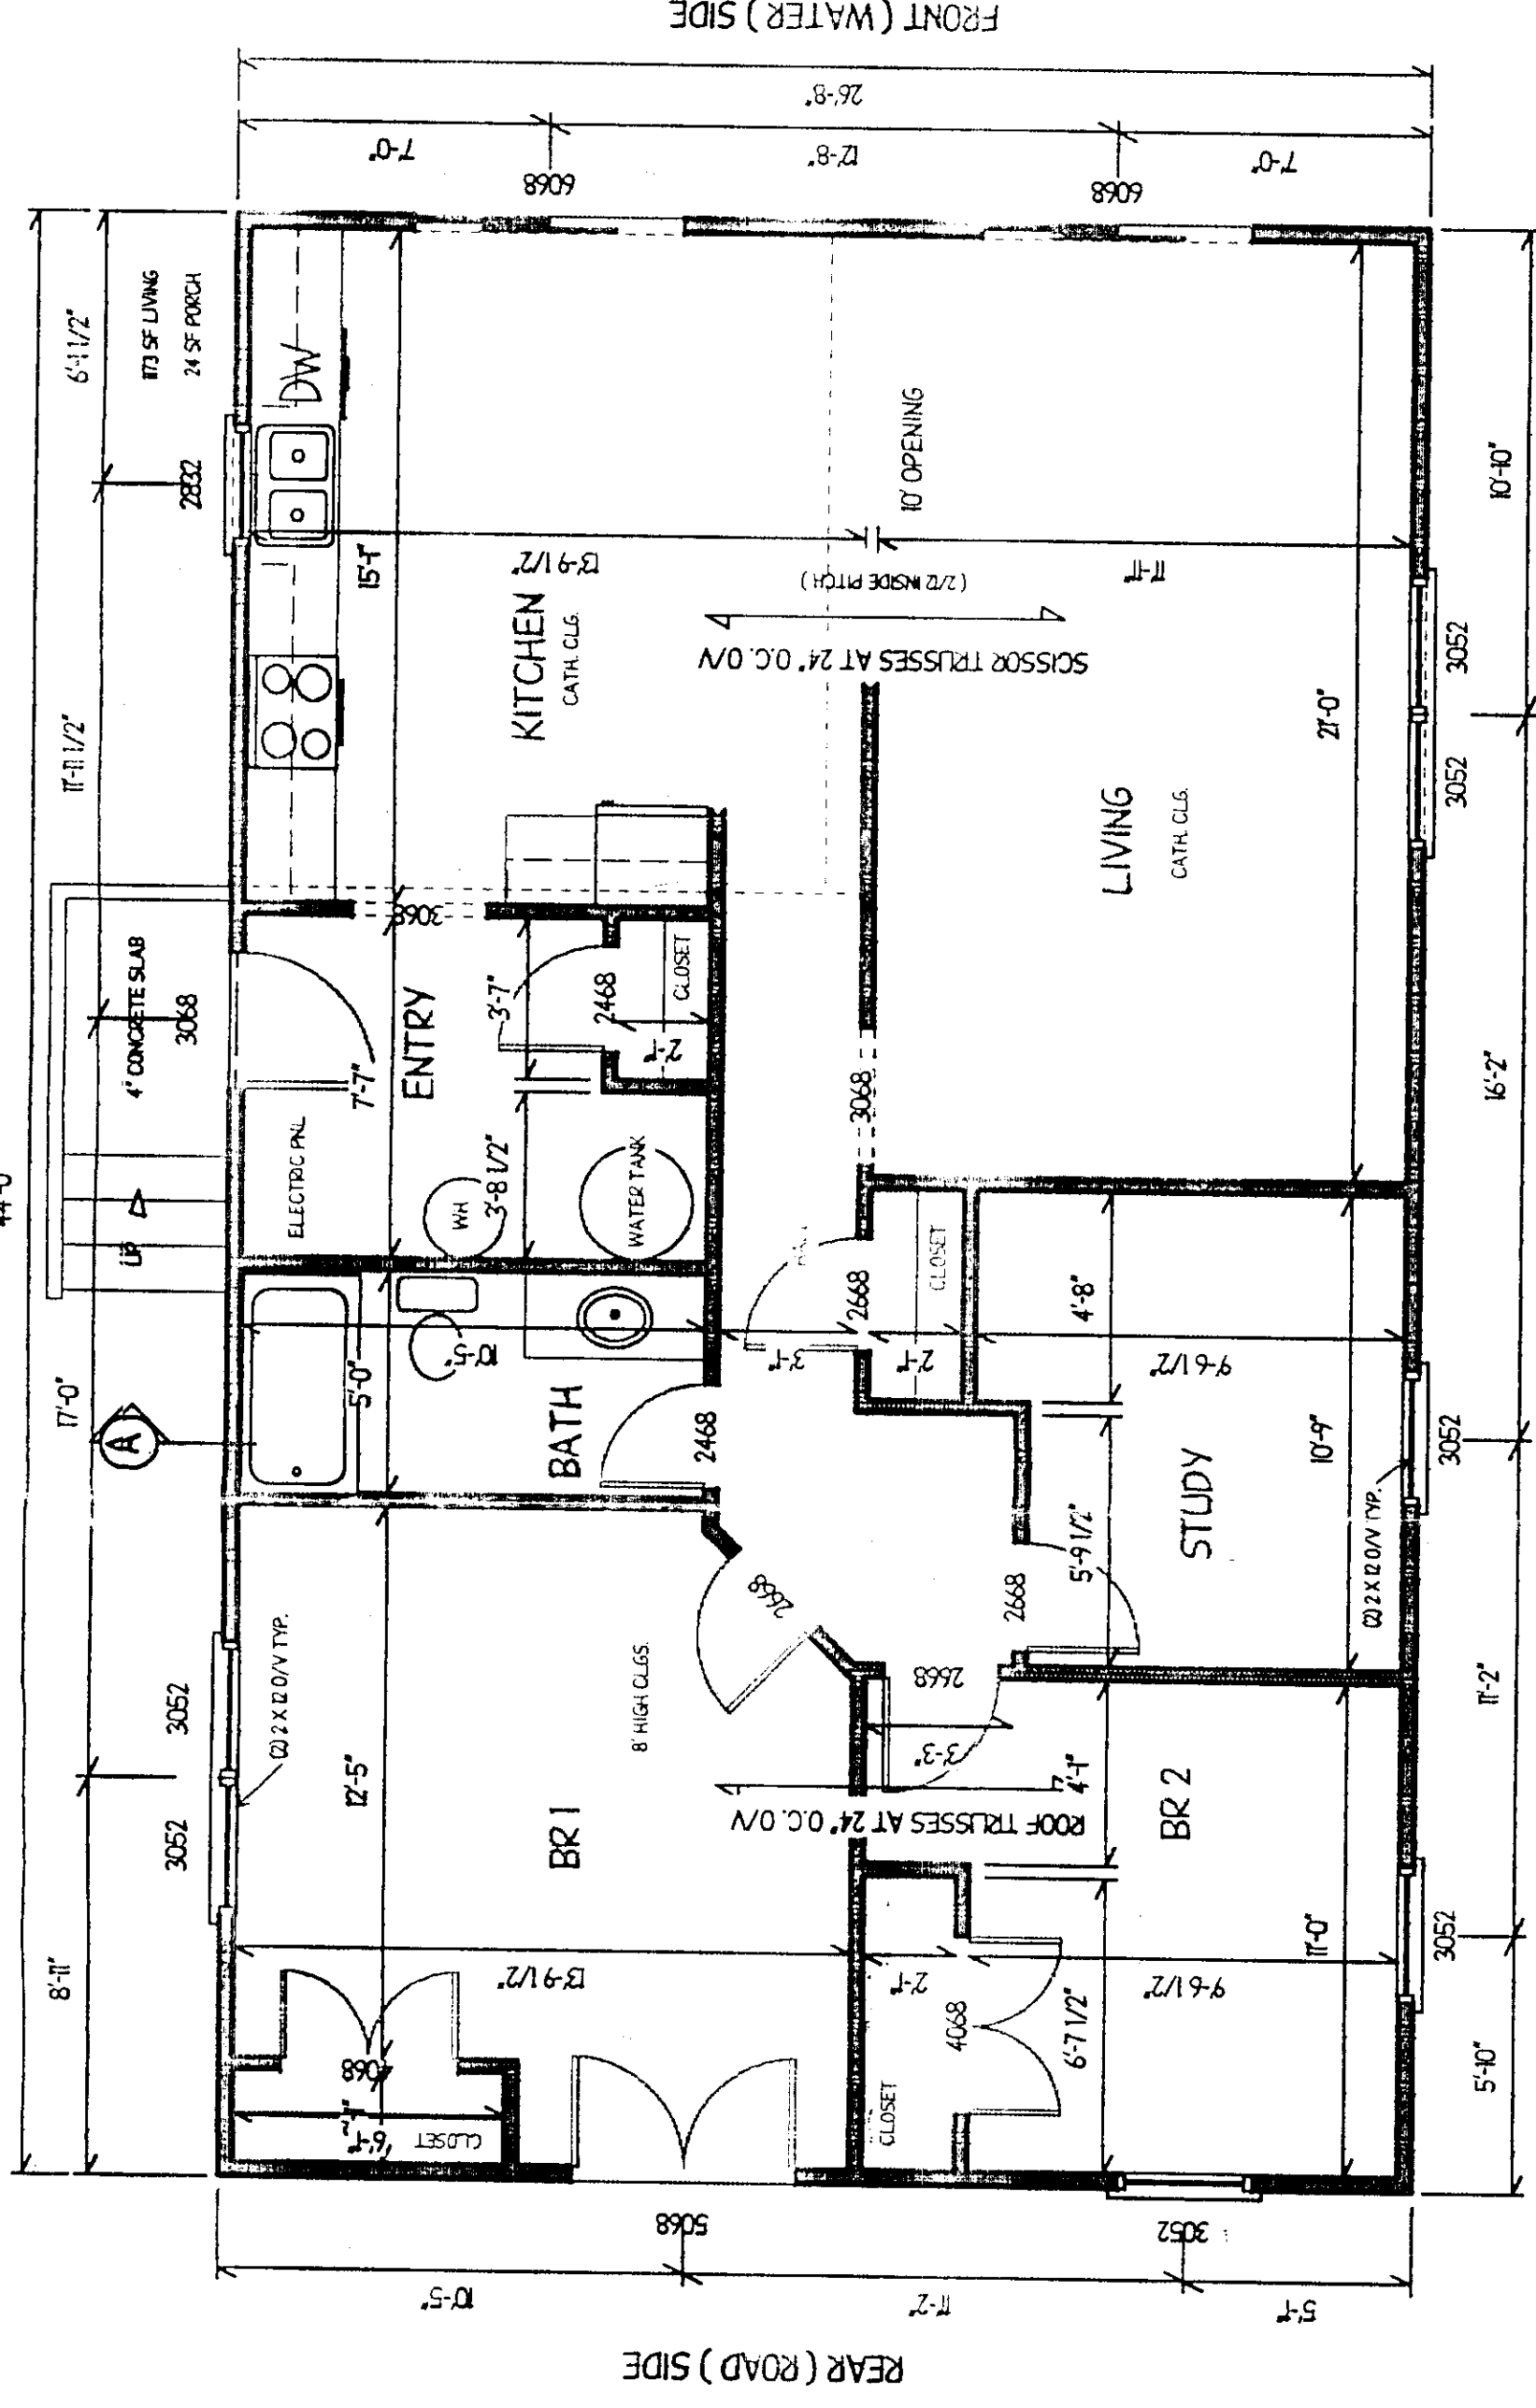 FRONT ( WATER ) SIDE
26'-8"
7'-0"
12'-8"
7'-0"
6068
6068
44'-0"
6'-11 1/2"
1173 SF LIVING
24 SF PORCH
2832
17'-11 1/2"
4" CONCRETE SLAB
3068
UP
17'-0"
A
3052
3052
(2) 2 X 12 O/V TYP.
8'-11"
DW
15'-1"
13'-9 1/2"
KITCHEN
CATH. CLG.
10' OPENING
( 2/12 INSIDE PITCH )
SCISSOR TRUSSES AT 24" O.C. O/V
11'-11"
3068
ENTRY
7'-7"
3'-7"
2468
CLOSET
2'-1"
ELECTRIC PNL
WH
3'-8 1/2"
WATER TANK
3068
LIVING
CATH. CLG.
21'-0"
3052
3052
10'-10"
16'-2"
BATH
5'-0"
10'-5"
2468
3'-1"
2668
CLOSET
2'-1"
4'-8"
9'-6 1/2"
STUDY
10'-9"
5'-9 1/2"
2668
(2) 2 X 12 O/V TYP.
3052
11'-2"
2668
8' HIGH CLGS.
BR 1
12'-5"
13'-9 1/2"
4068
6'-1"
CLOSET
ROOF TRUSSES AT 24" O.C. O/V
2668
3'-3"
4'-1"
BR 2
11'-0"
2'-1"
9'-6 1/2"
4068
6'-7 1/2"
CLOSET
3052
5'-10"
5068
3052
10'-5"
11'-2"
5'-1"
REAR ( ROAD ) SIDE